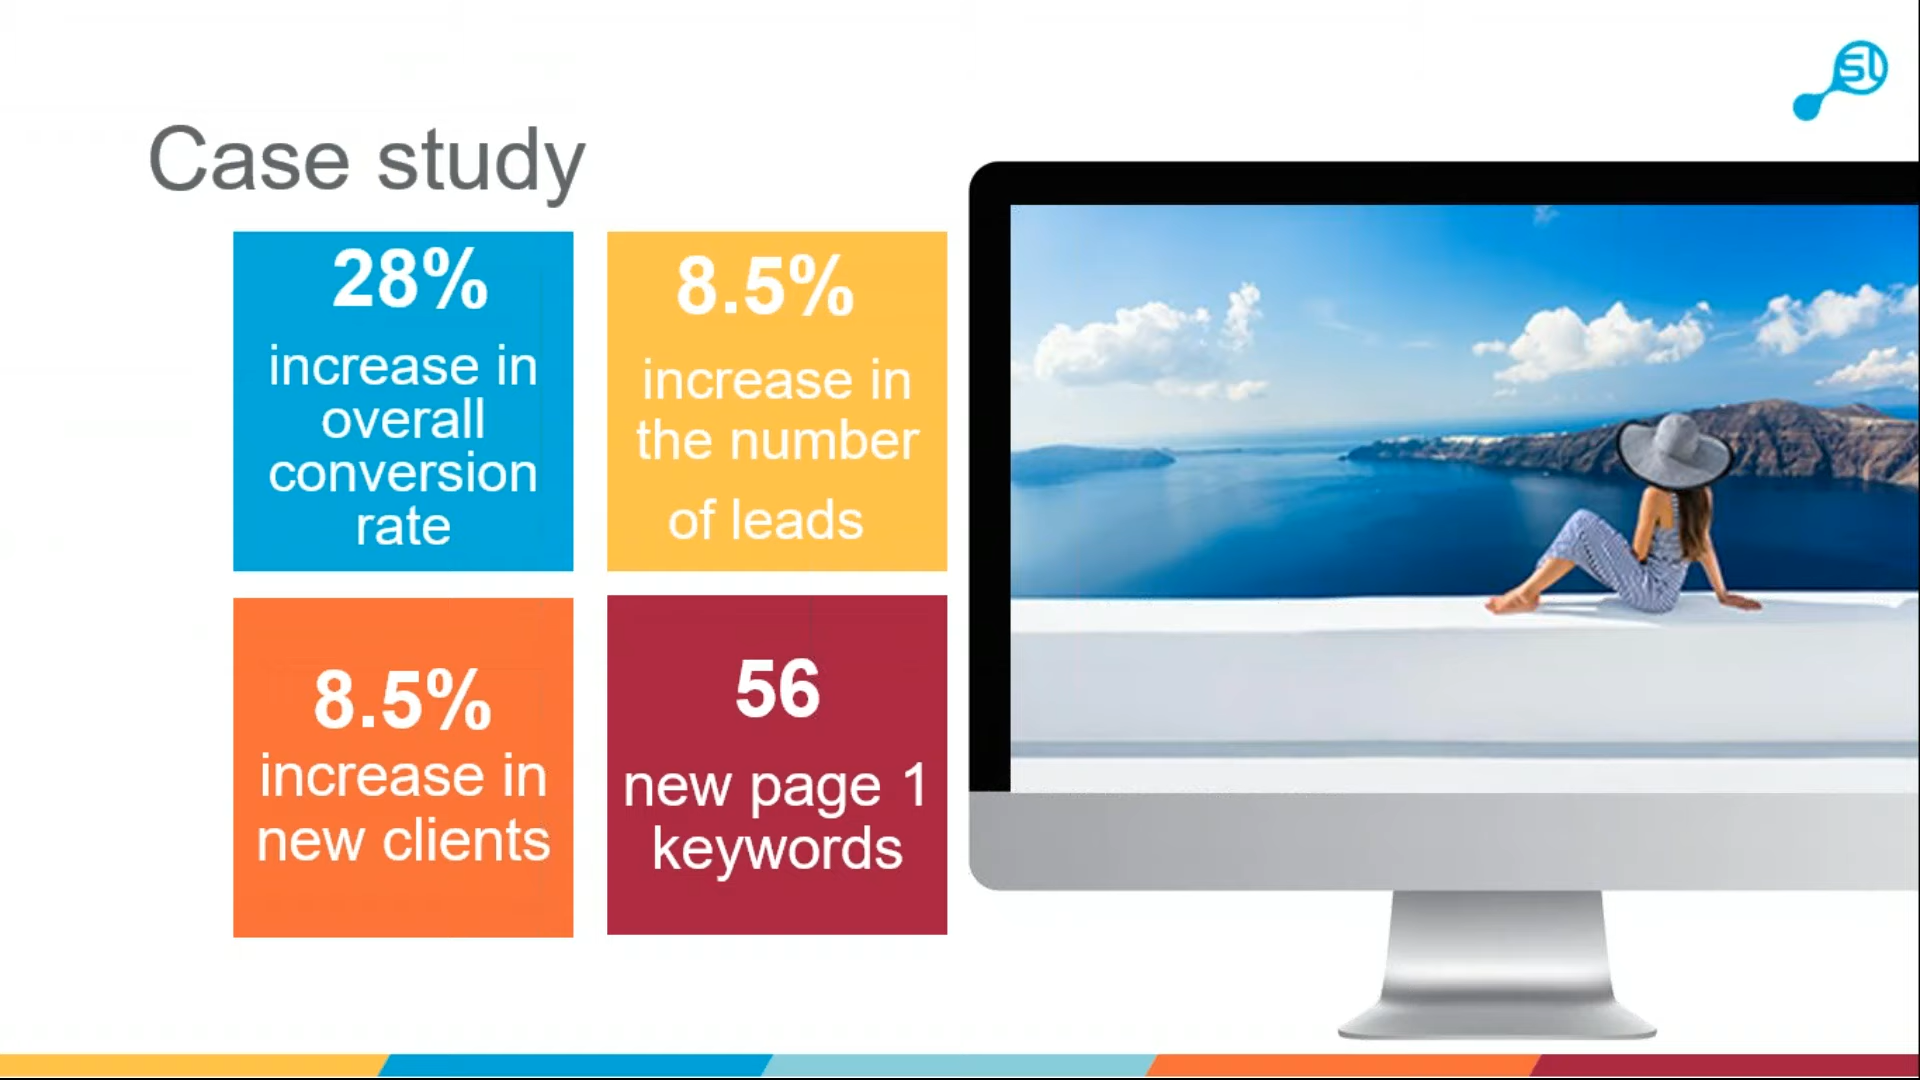 SL
Case study
28%
increase in
overall
conversion
rate
8.5%
increase in
the number
of leads
8.5%
increase in
new clients
56
new page 1
keywords